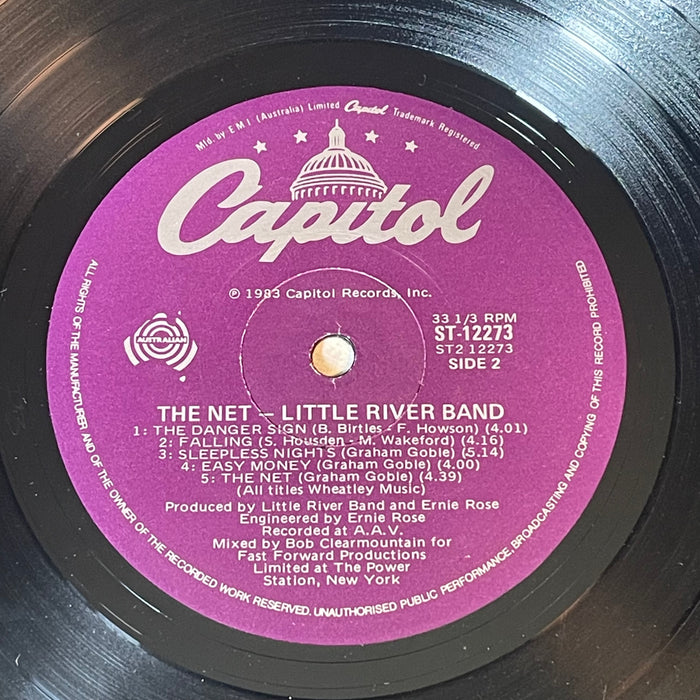 Mfd. by E M I (Australia) Limited Capitol Trademark Registered
Capitol
℗ 1983 Capitol Records, Inc.
33 1/3 RPM
ST-12273
ST2 12273
SIDE 2
AUSTRALIAN
THE NET – LITTLE RIVER BAND
1: THE DANGER SIGN (B. Birtles - F. Howson) (4.01)
2: FALLING (S. Housden - M. Wakeford) (4.16)
3: SLEEPLESS NIGHTS (Graham Goble) (5.14)
4: EASY MONEY (Graham Goble) (4.00)
5: THE NET (Graham Goble) (4.39)
(All titles Wheatley Music)
Produced by Little River Band and Ernie Rose
Engineered by Ernie Rose
Recorded at A.A.V.
Mixed by Bob Clearmountain for
Fast Forward Productions
Limited at The Power
Station, New York
ALL RIGHTS OF THE MANUFACTURER AND OF THE OWNER OF THE RECORDED WORK RESERVED. UNAUTHORISED PUBLIC PERFORMANCE, BROADCASTING AND COPYING OF THIS RECORD PROHIBITED